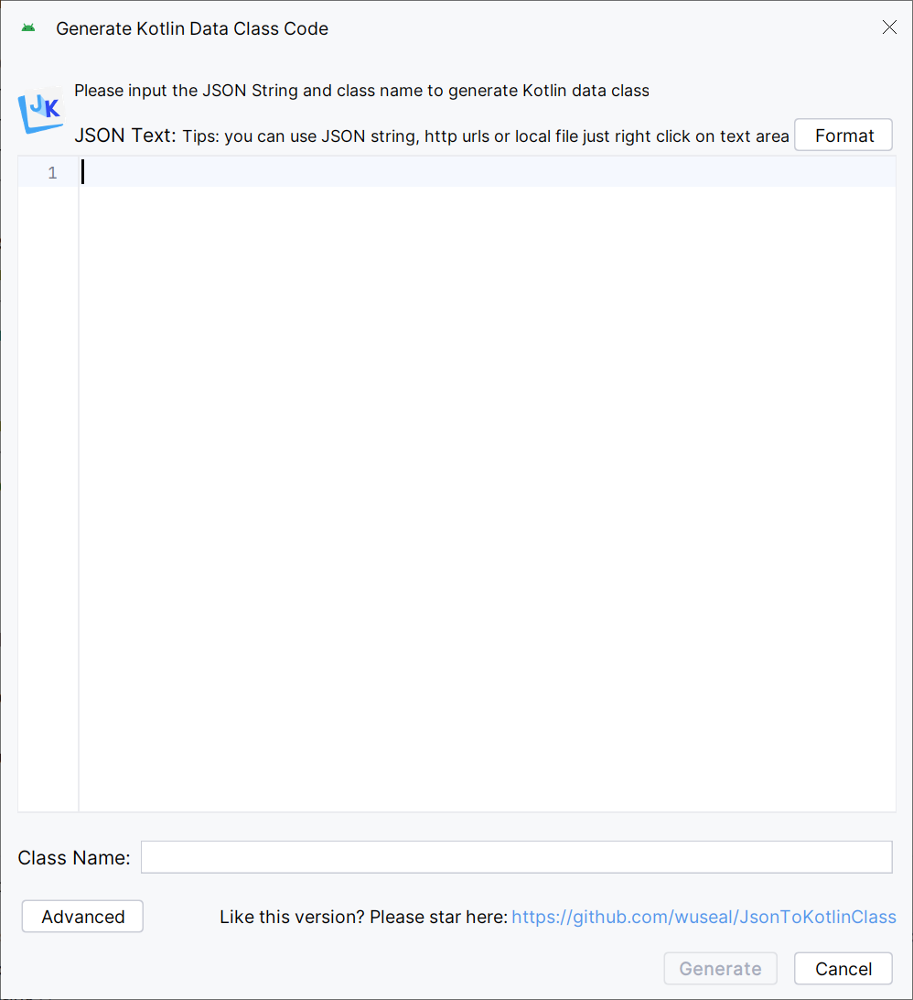 Generate Kotlin Data Class Code
JK
Please input the JSON String and class name to generate Kotlin data class
JSON Text: Tips: you can use JSON string, http urls or local file just right click on text area Format
1
Class Name:
Advanced Like this version? Please star here: https://github.com/wuseal/JsonToKotlinClass
Generate Cancel